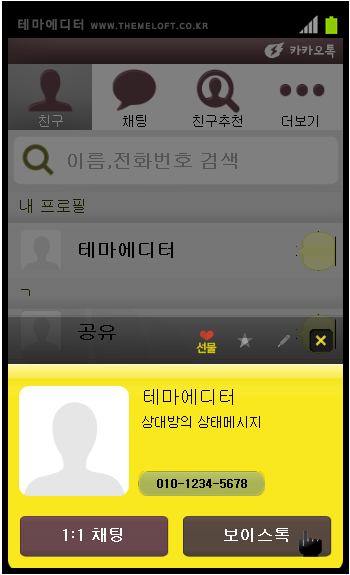 테마에디터 WWW.THEMELOFT.CO.KR
카카오톡
친구 채팅 친구추천 더보기
이름,전화번호 검색
내 프로필
테마에디터
ㄱ
공유
선물
테마에디터
상대방의 상태메시지
010-1234-5678
1:1 채팅 보이스톡